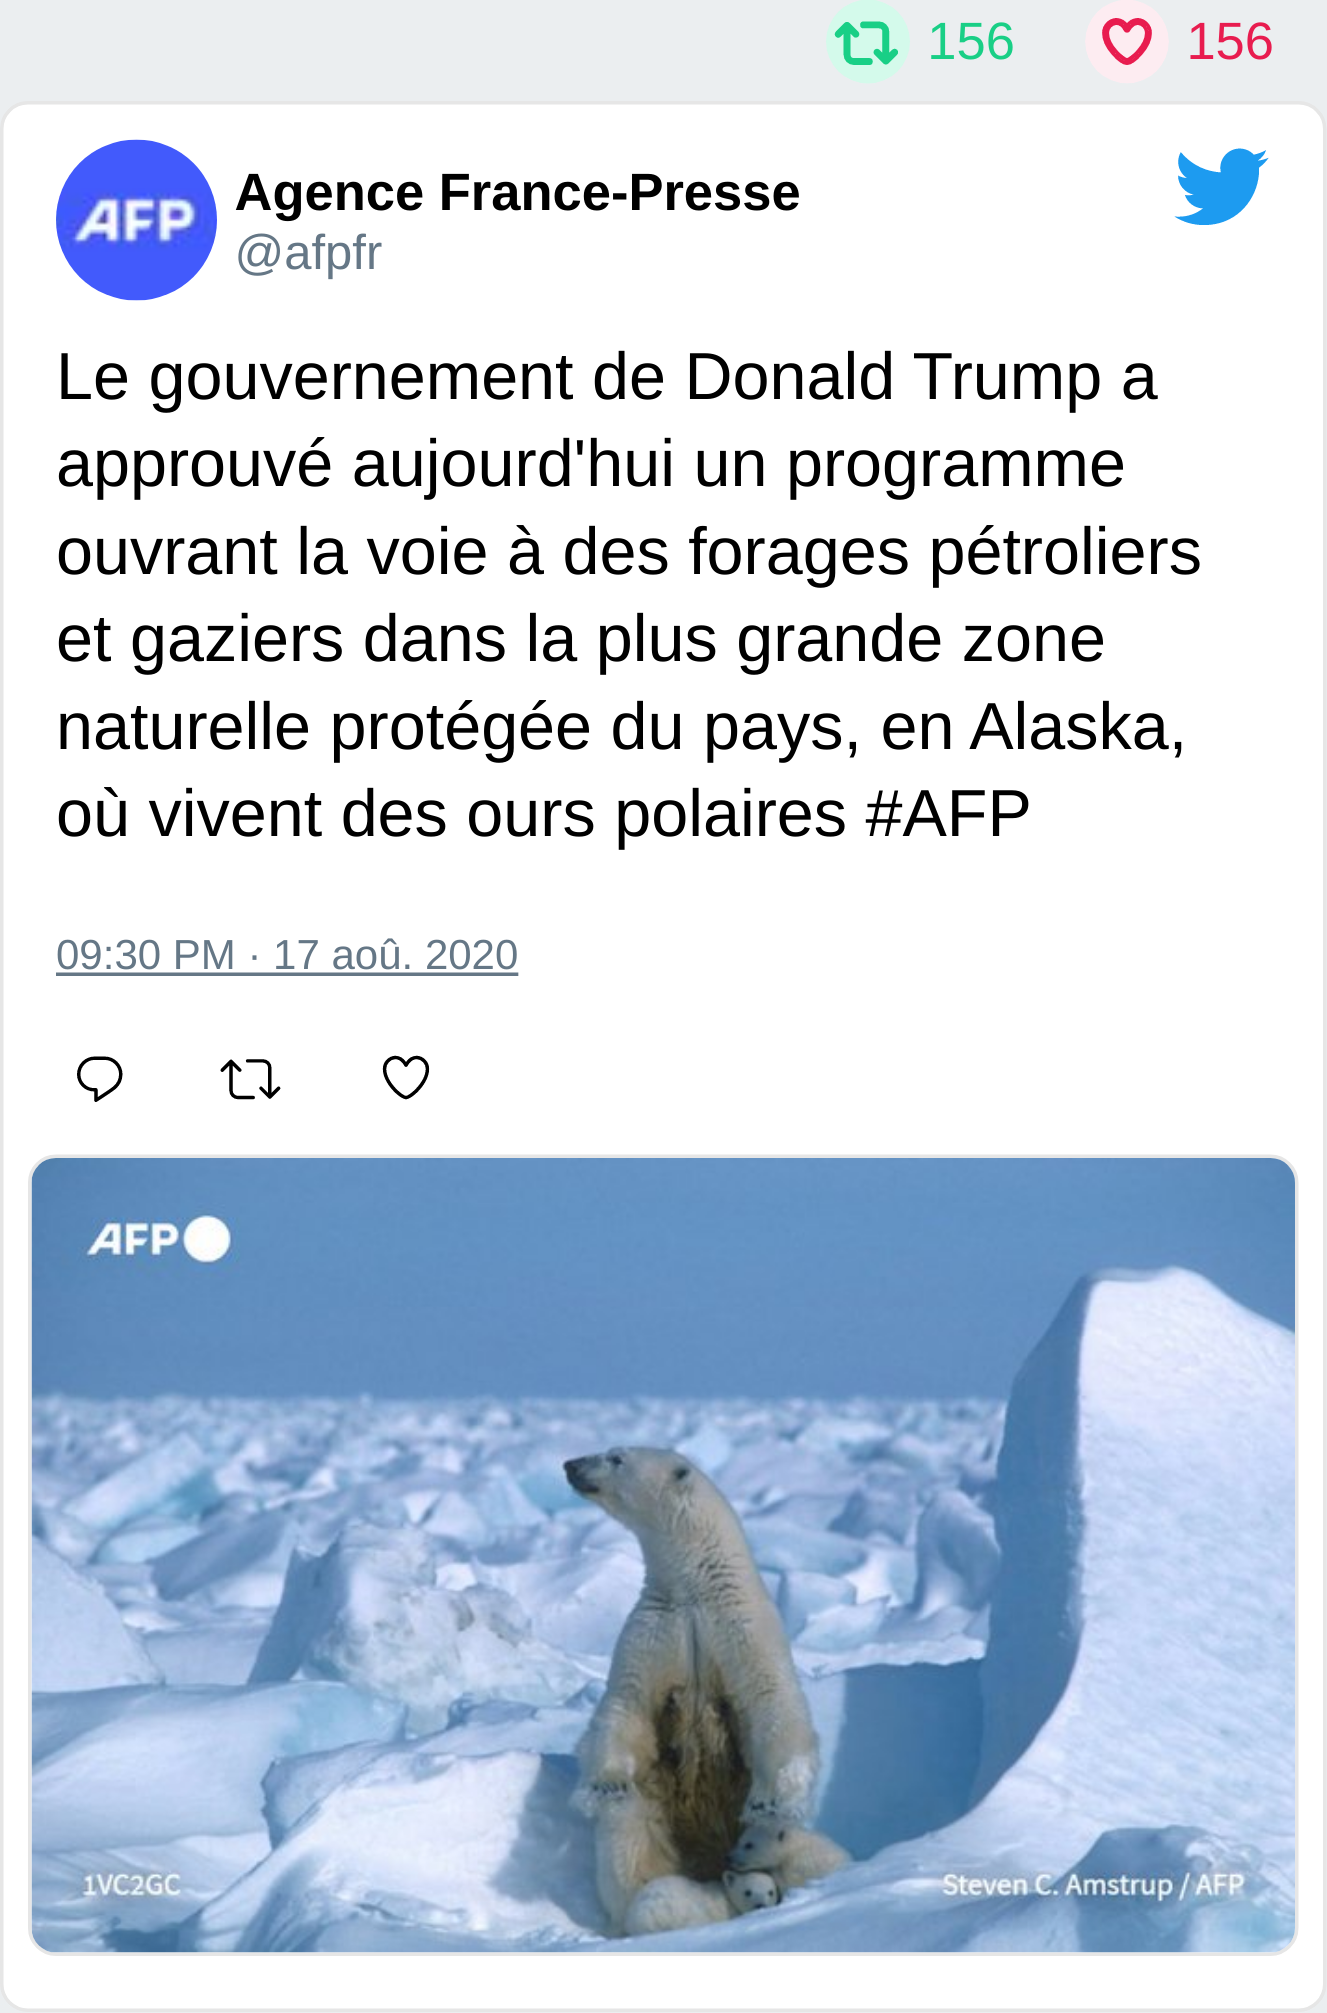 156 156
AFP
Agence France-Presse
@afpfr
Le gouvernement de Donald Trump a
approuvé aujourd'hui un programme
ouvrant la voie à des forages pétroliers
et gaziers dans la plus grande zone
naturelle protégée du pays, en Alaska,
où vivent des ours polaires #AFP
09:30 PM · 17 aoû. 2020
AFP
1VC2GC
Steven C. Amstrup / AFP